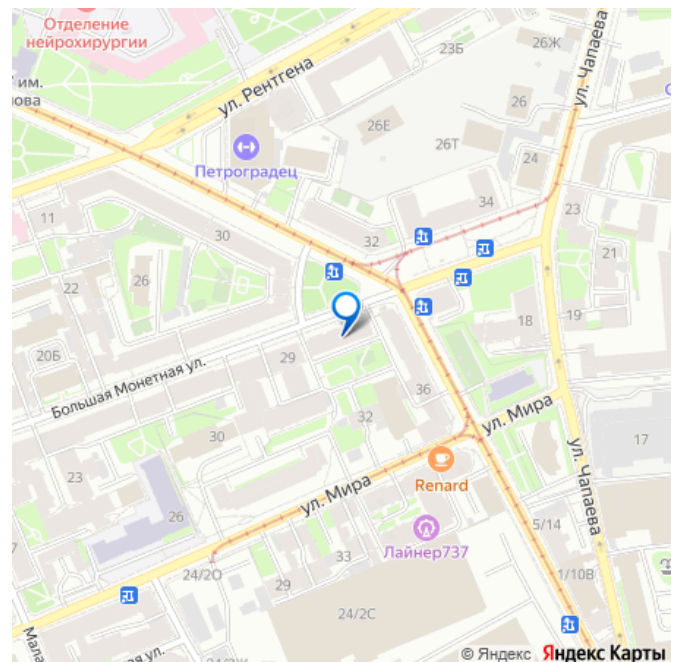 Отделение
нейрохирургии
23Б
26Ж
ул. Чапаева
им.
ул. Рентгена
26
26Е
26Т
Петроградец
24
11
34
23
30
32
21
22
26
19
18
20Б
29
Большая Монетная ул.
36
32
ул. Мира
30
17
23
ул. Чапаева
Renard
26
ул. Мира
5/14
Лайнер737
33
24/2О
29
1/10В
24/2С
© Яндекс Яндекс Карты